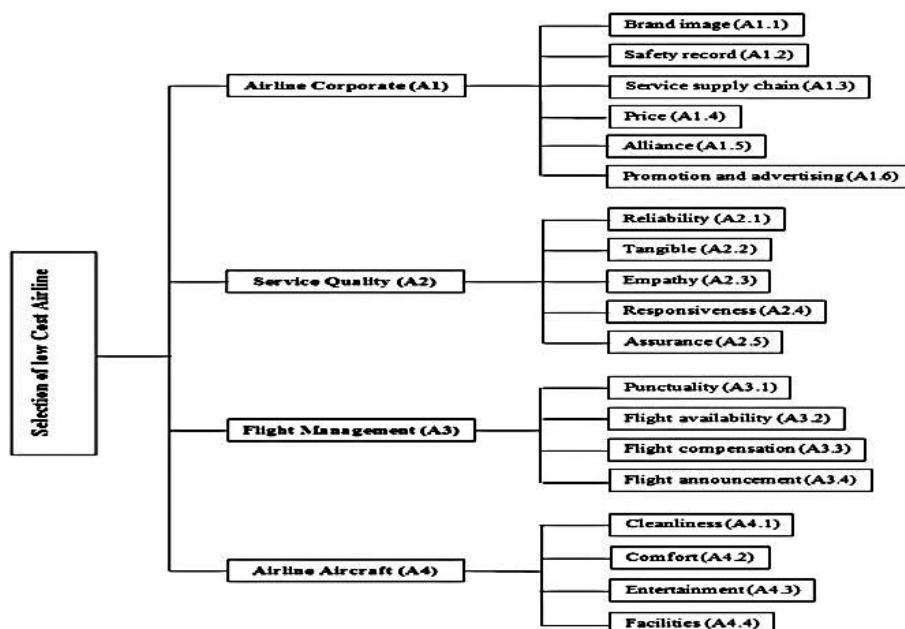 Selection of low Cost Airline
Airline Corporate (A1)
Brand image (A1.1)
Safety record (A1.2)
Service supply chain (A1.3)
Price (A1.4)
Alliance (A1.5)
Promotion and advertising (A1.6)
Service Quality (A2)
Reliability (A2.1)
Tangible (A2.2)
Empathy (A2.3)
Responsiveness (A2.4)
Assurance (A2.5)
Flight Management (A3)
Punctuality (A3.1)
Flight availability (A3.2)
Flight compensation (A3.3)
Flight announcement (A3.4)
Airline Aircraft (A4)
Cleanliness (A4.1)
Comfort (A4.2)
Entertainment (A4.3)
Facilities (A4.4)